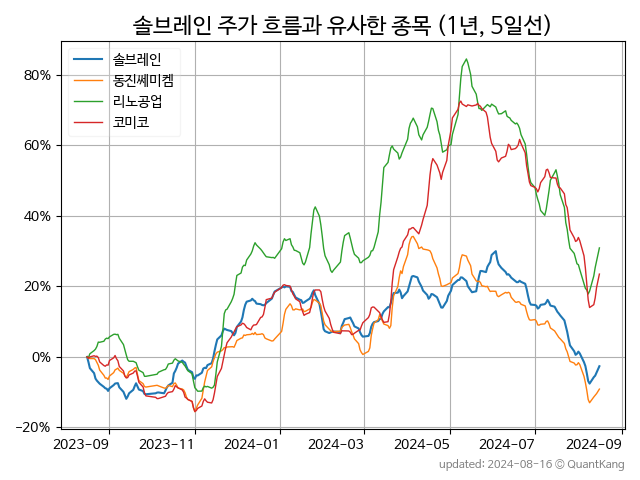 솔브레인 주가 흐름과 유사한 종목 (1년, 5일선)
솔브레인
동진쎄미켐
리노공업
코미코
80%
60%
40%
20%
0%
−20%
2023-09 2023-11 2024-01 2024-03 2024-05 2024-07 2024-09
updated: 2024-08-16 © QuantKang